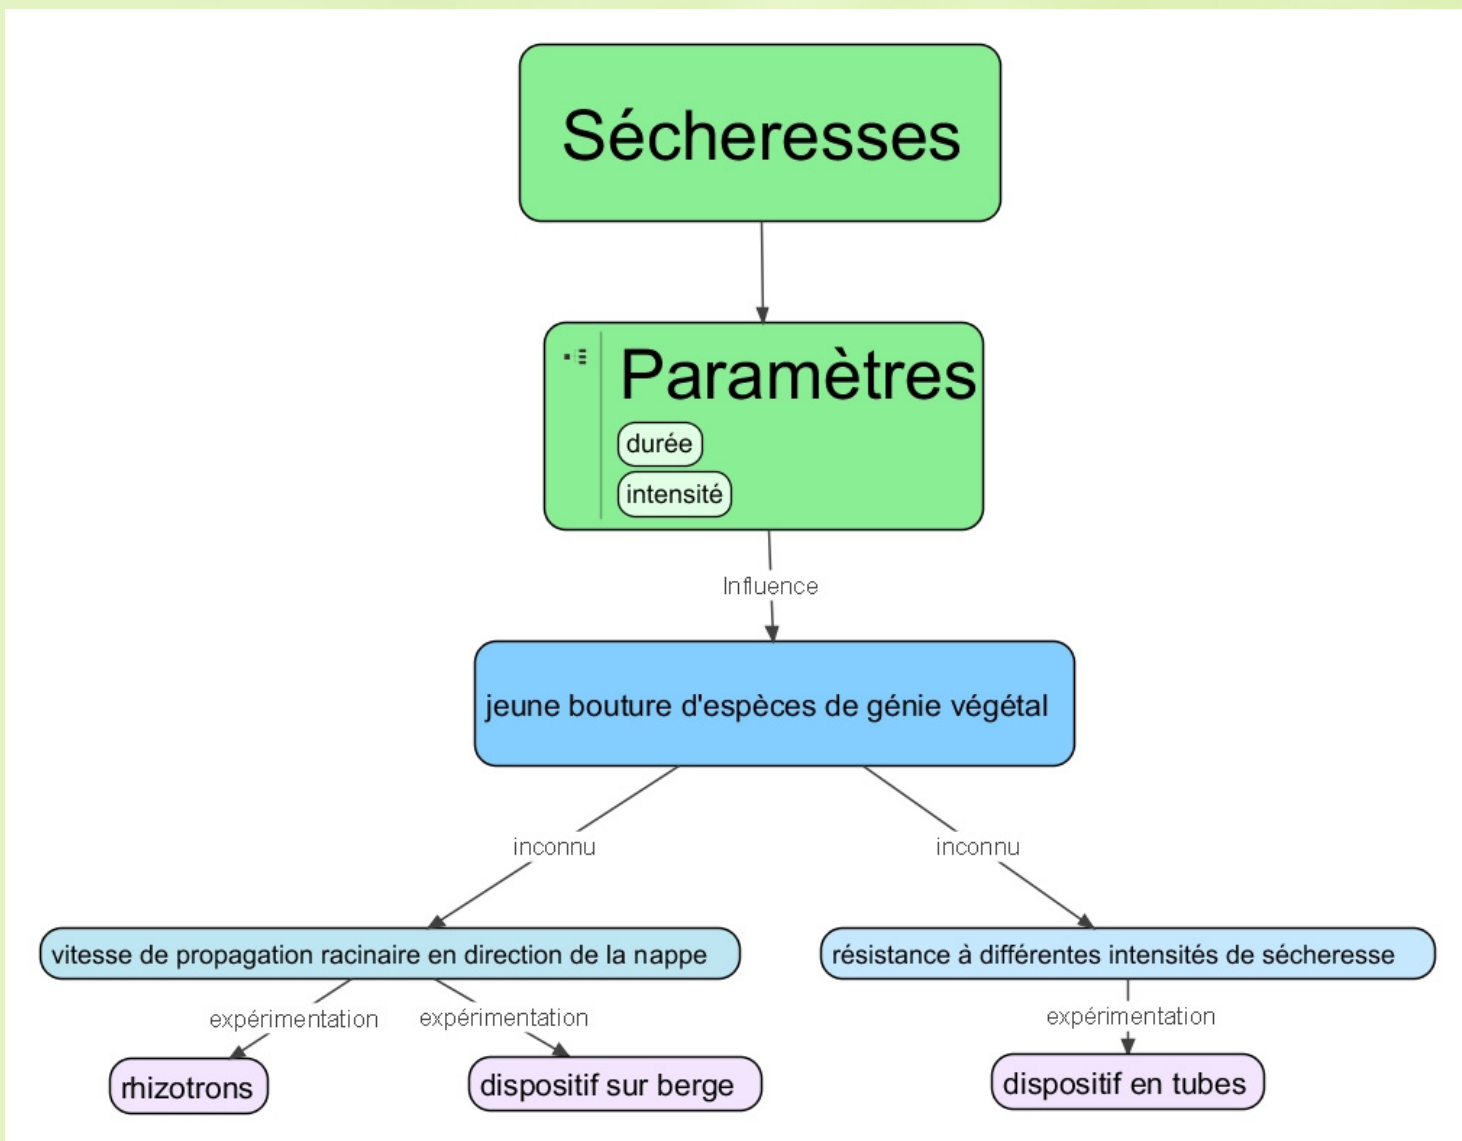 Sécheresses
Paramètres
durée
intensité
Influence
jeune bouture d'espèces de génie végétal
inconnu
inconnu
vitesse de propagation racinaire en direction de la nappe
résistance à différentes intensités de sécheresse
expérimentation
expérimentation
expérimentation
rhizotrons
dispositif sur berge
dispositif en tubes